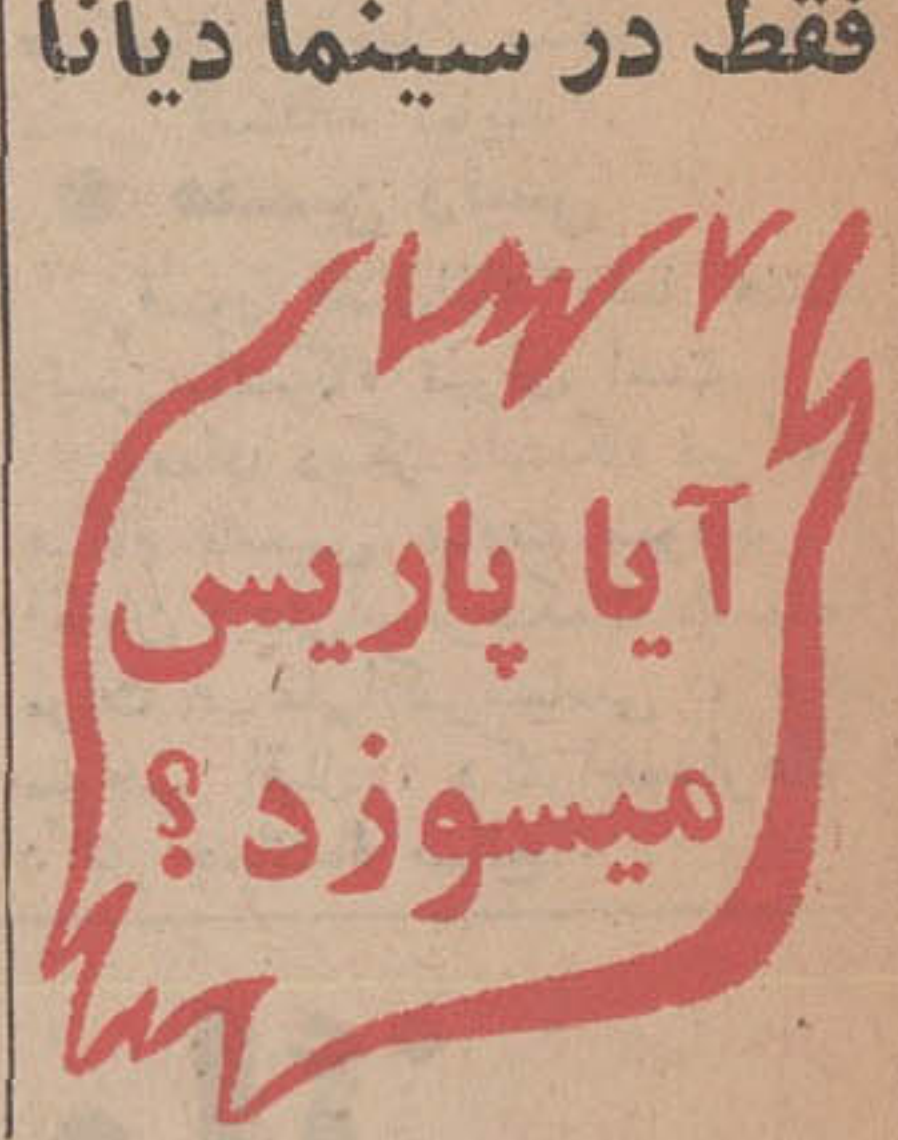 فقط در سینما دیانا
آیا پاریس
میسوزد ؟